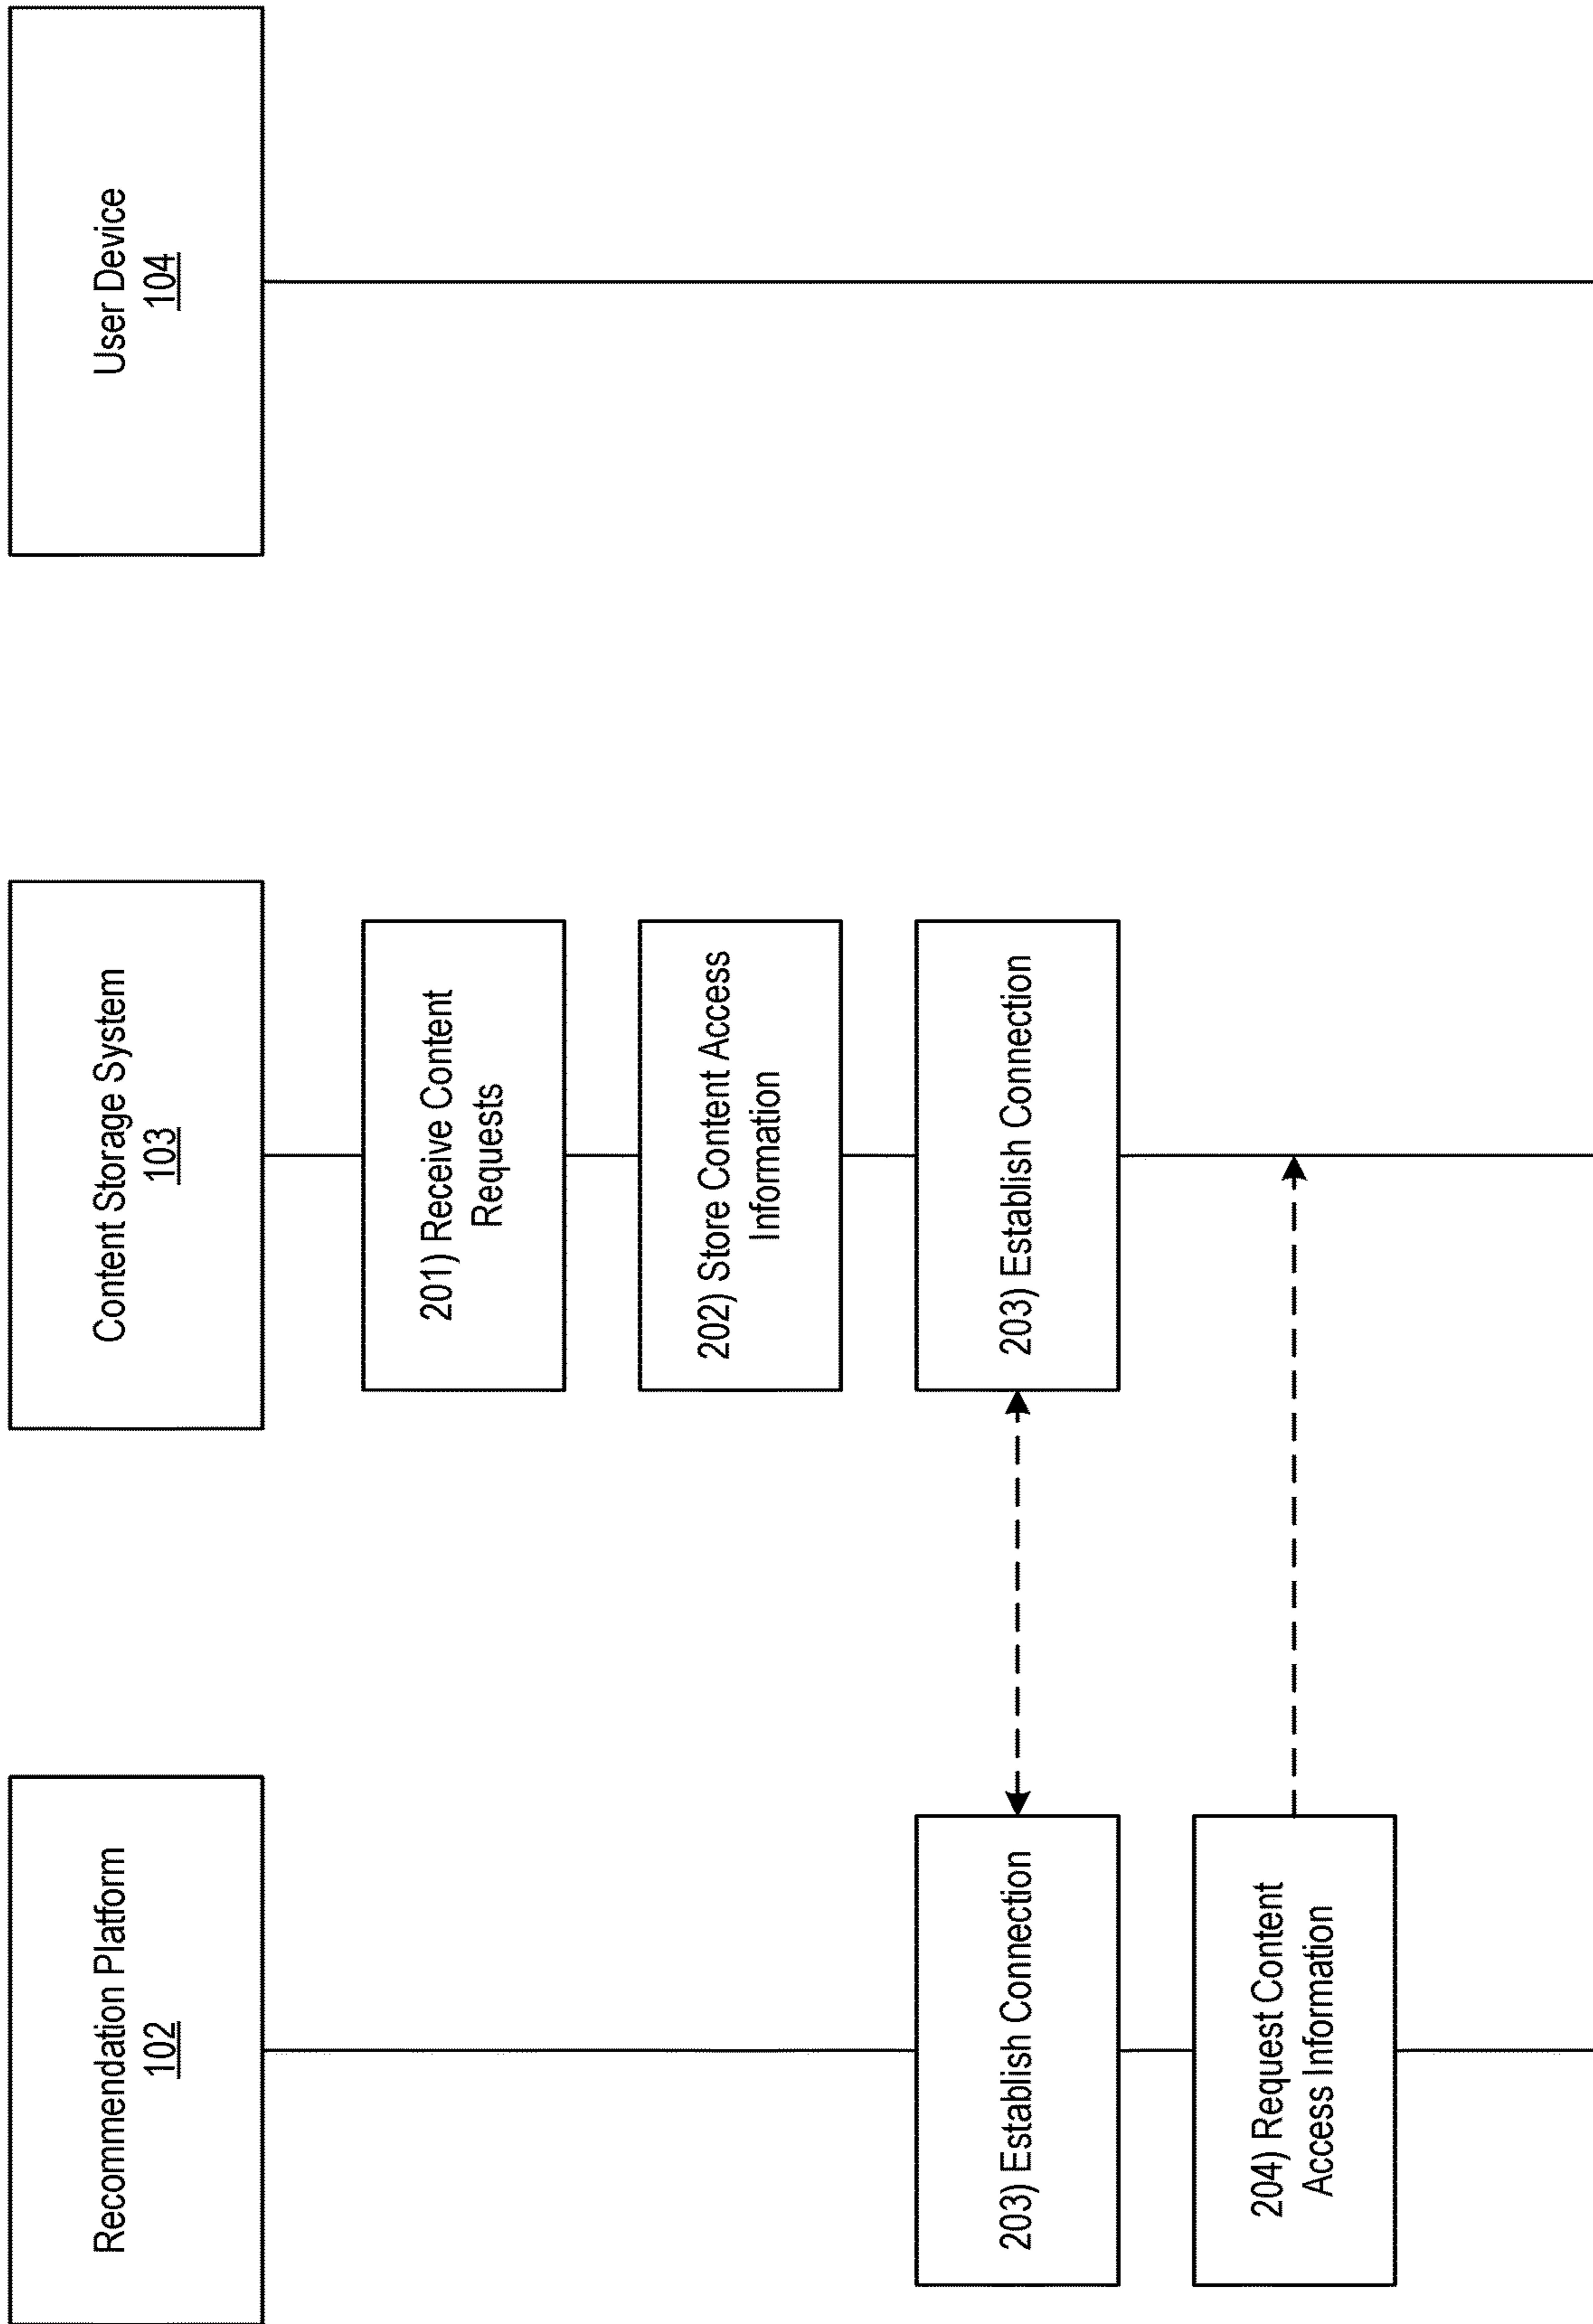 Recommendation Platform
102
Content Storage System
103
User Device
104
201) Receive Content
Requests
202) Store Content Access
Information
203) Establish Connection
203) Establish Connection
204) Request Content
Access Information